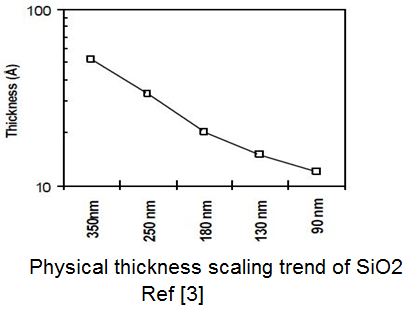 100
Thickness (Å)
10
350nm
250 nm
180 nm
130 nm
90 nm
Physical thickness scaling trend of SiO2
Ref [3]